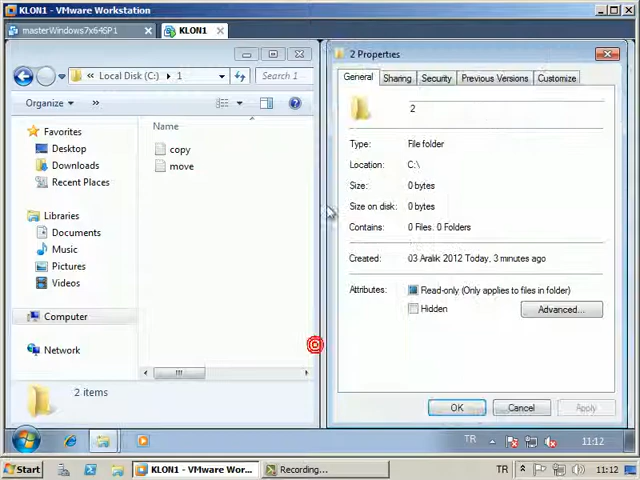 KLON1 - VMware Workstation
masterWindows7x64SP1
KLON1
Local Disk (C:)
1
Search 1
Organize
»
Favorites
Desktop
Downloads
Recent Places
Libraries
Documents
Music
Pictures
Videos
Computer
Network
Name
copy
move
2 items
2 Properties
General
Sharing
Security
Previous Versions
Customize
2
Type: File folder
Location: C:\
Size: 0 bytes
Size on disk: 0 bytes
Contains: 0 Files, 0 Folders
Created: 03 Aralık 2012 Today, 3 minutes ago
Attributes: Read-only (Only applies to files in folder)
Hidden
Advanced...
OK
Cancel
Apply
TR
11:12
Start
KLON1 - VMware Wor...
Recording...
TR
11:12